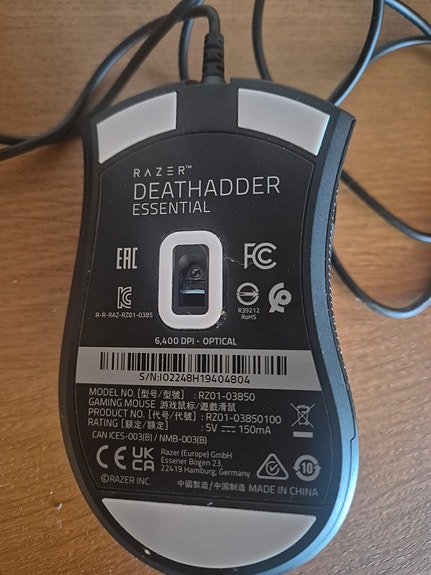 RAZER™
DEATHADDER
ESSENTIAL
EAC
FC
R-R-RAZ-RZ01-0385
R39212
RoHS
6,400 DPI · OPTICAL
S/N:IO2248H19404804
MODEL NO. [型号/型號] : RZ01-03850
GAMING MOUSE 游戏鼠标/遊戲滑鼠
PRODUCT NO. [代号/代號] : RZ01-03850100
RATING [额定/額定] : 5V ⎓ 150mA
CAN ICES-003(B) / NMB-003(B)
CE UK CA
Razer (Europe) GmbH
Essener Bogen 23,
22419 Hamburg, Germany
10
©RAZER INC.
中國製造/中国制造 MADE IN CHINA